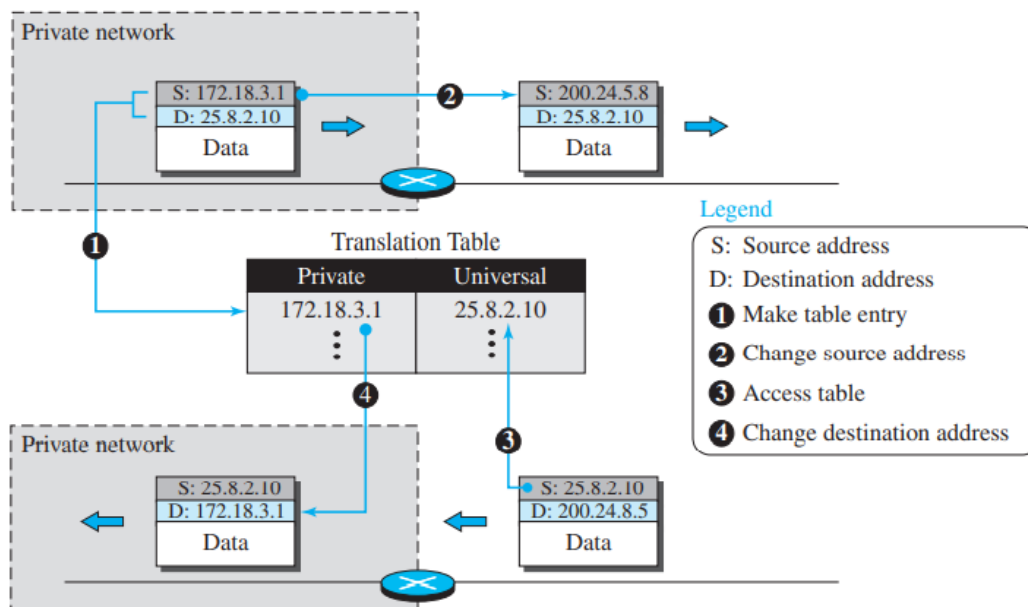 Private network
S: 172.18.3.1
D: 25.8.2.10
Data
2
S: 200.24.5.8
D: 25.8.2.10
Data
1
Translation Table
Private Universal
172.18.3.1 25.8.2.10
4
3
Legend
S: Source address
D: Destination address
1 Make table entry
2 Change source address
3 Access table
4 Change destination address
Private network
S: 25.8.2.10
D: 172.18.3.1
Data
S: 25.8.2.10
D: 200.24.8.5
Data